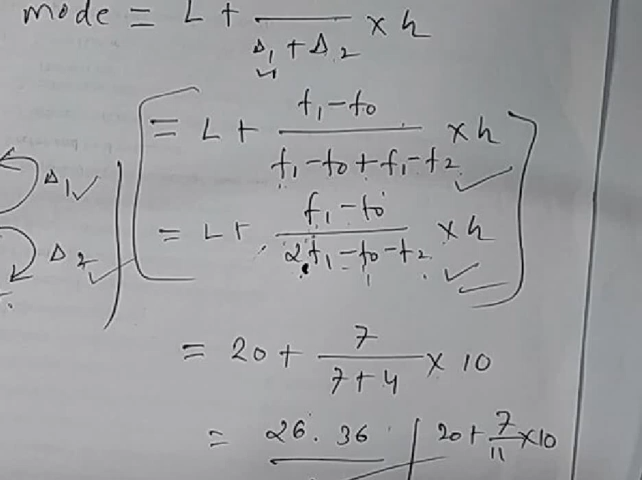 mode = L + ―――― × h
Δ₁ + Δ₂
= L + (f₁ - f₀) / (f₁ - f₀ + f₁ - f₂) × h
Δ₁
= L + (f₁ - f₀) / (2f₁ - f₀ - f₂) × h
Δ₂
= 20 + 7 / (7 + 4) × 10
= 26.36 | 20 + 7/11 × 10